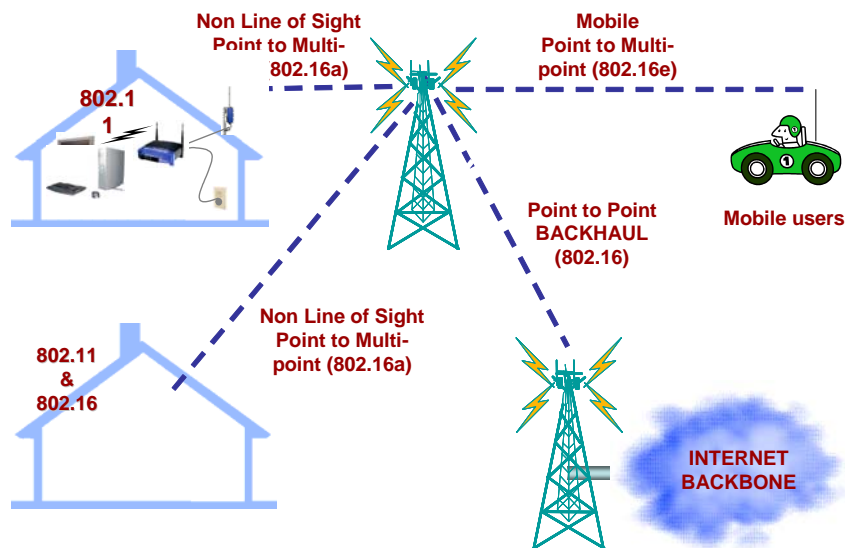 Non Line of Sight
Point to Multi-
802.16a)
Mobile
Point to Multi-
point (802.16e)
802.1
1
1
Mobile users
Point to Point
BACKHAUL
(802.16)
Non Line of Sight
Point to Multi-
point (802.16a)
802.11
&
802.16
INTERNET
BACKBONE